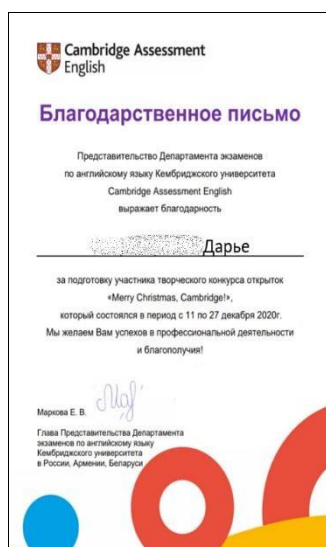 Cambridge Assessment
English
Благодарственное письмо
Представительство Департамента экзаменов
по английскому языку Кембриджского университета
Cambridge Assessment English
выражает благодарность
Дарье
за подготовку участника творческого конкурса открыток
«Merry Christmas, Cambridge!»,
который состоялся в период с 11 по 27 декабря 2020г.
Мы желаем Вам успехов в профессиональной деятельности
и благополучия!
Маркова Е. В.
Глава Представительства Департамента
экзаменов по английскому языку
Кембриджского университета
в России, Армении, Беларуси